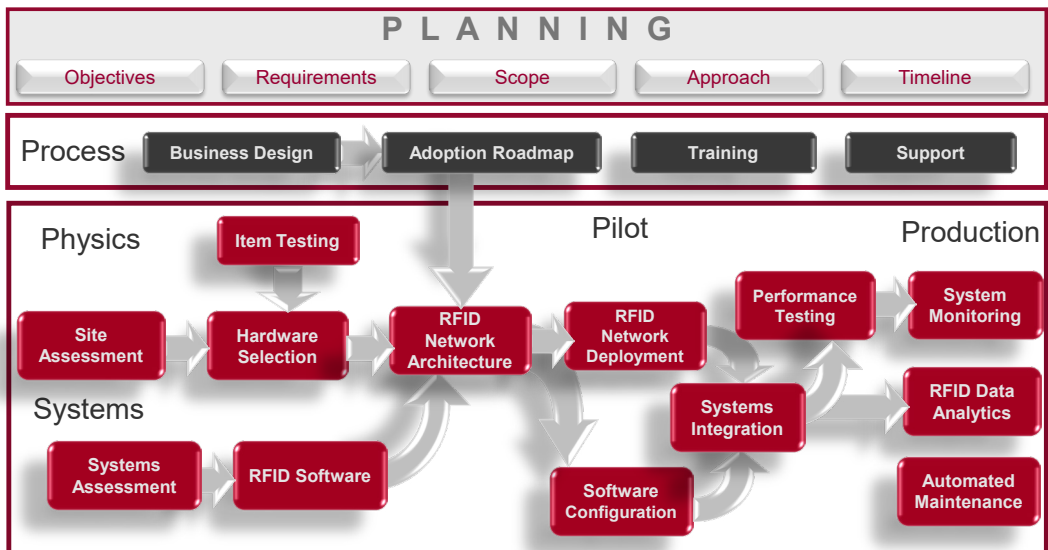 PLANNING
Objectives
Requirements
Scope
Approach
Timeline
Process
Business Design
Adoption Roadmap
Training
Support
Physics
Item Testing
Pilot
Production
Site
Assessment
Hardware
Selection
RFID
Network
Architecture
RFID
Network
Deployment
Performance
Testing
System
Monitoring
Systems
Systems
Assessment
RFID Software
Software
Configuration
Systems
Integration
RFID Data
Analytics
Automated
Maintenance